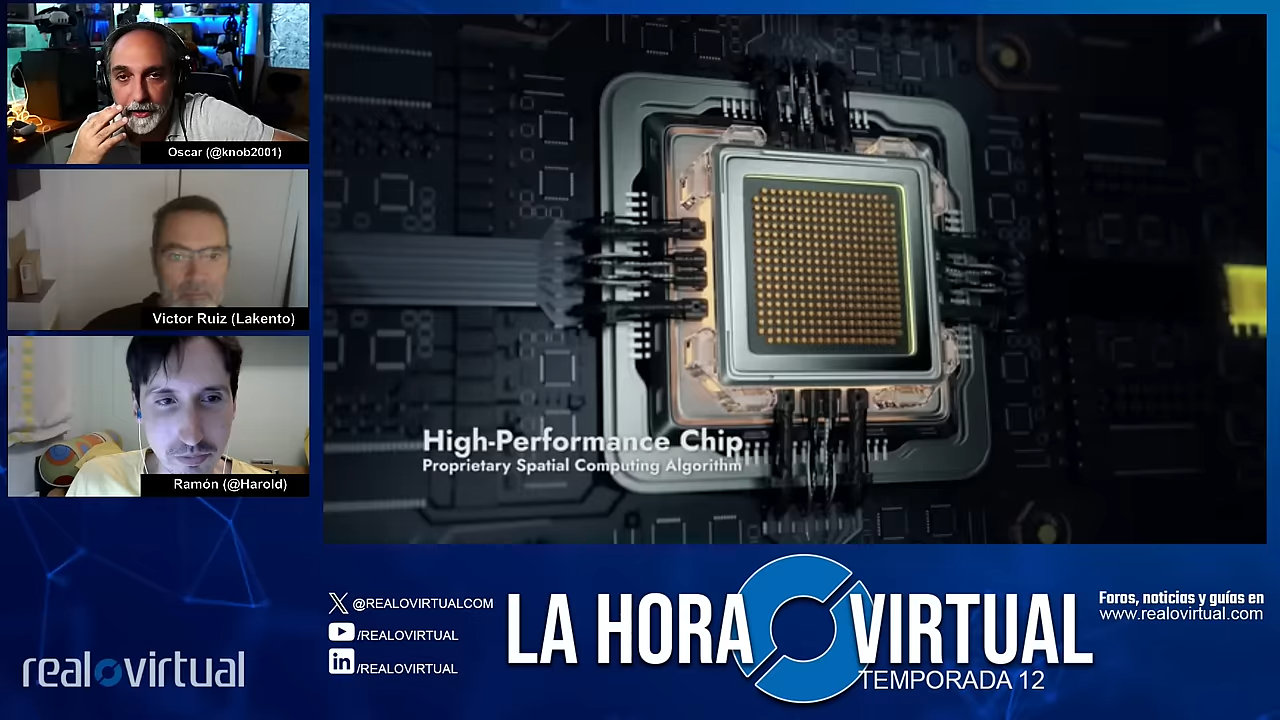 Oscar (@knob2001)
Victor Ruiz (Lakento)
Ramón (@Harold)
High-Performance Chip
Proprietary Spatial Computing Algorithm
@REALOVIRTUALCOM
/REALOVIRTUAL
/REALOVIRTUAL
LA HORA VIRTUAL
TEMPORADA 12
Foros, noticias y guías en
www.realovirtual.com
realovirtual